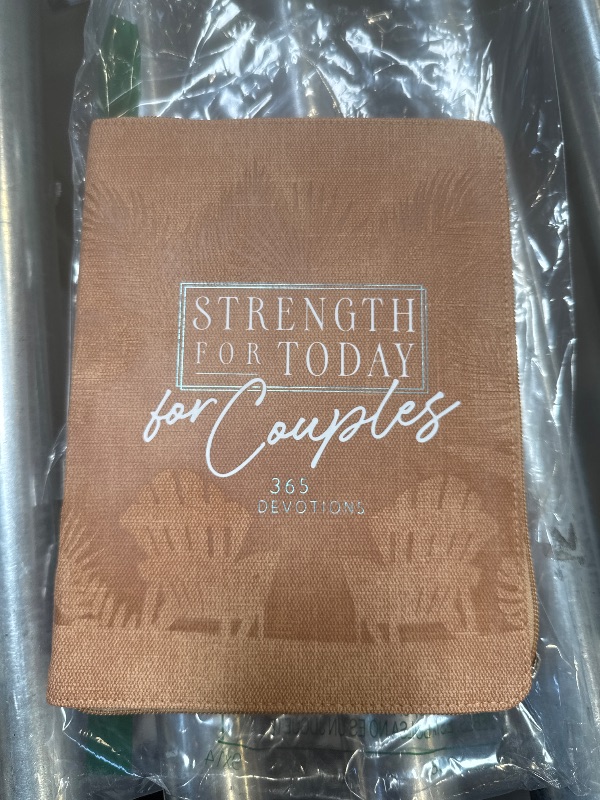 STRENGTH
FOR TODAY
for Couples
365
DEVOTIONS